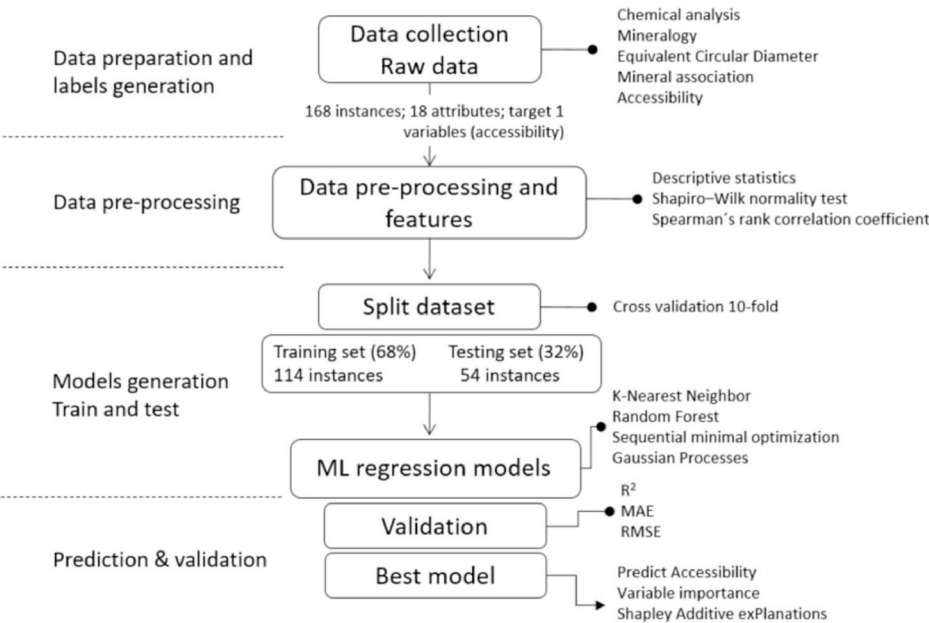 Data preparation and
labels generation
Data collection
Raw data
Chemical analysis
Mineralogy
Equivalent Circular Diameter
Mineral association
Accessibility
168 instances; 18 attributes; target 1
variables (accessibility)
Data pre-processing
Data pre-processing and
features
Descriptive statistics
Shapiro–Wilk normality test
Spearman´s rank correlation coefficient
Models generation
Train and test
Split dataset
Cross validation 10-fold
Training set (68%) Testing set (32%)
114 instances 54 instances
ML regression models
K-Nearest Neighbor
Random Forest
Sequential minimal optimization
Gaussian Processes
Prediction & validation
Validation
R²
MAE
RMSE
Best model
Predict Accessibility
Variable importance
Shapley Additive exPlanations